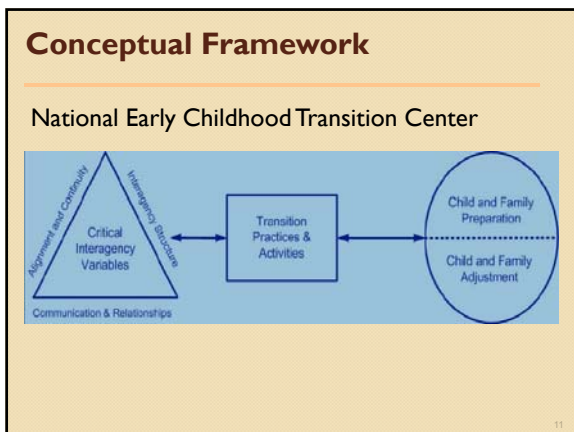 Conceptual Framework
National Early Childhood Transition Center
Alignment and Continuity
Interagency Structure
Critical
Interagency
Variables
Communication & Relationships
Transition
Practices &
Activities
Child and Family
Preparation
Child and Family
Adjustment
11